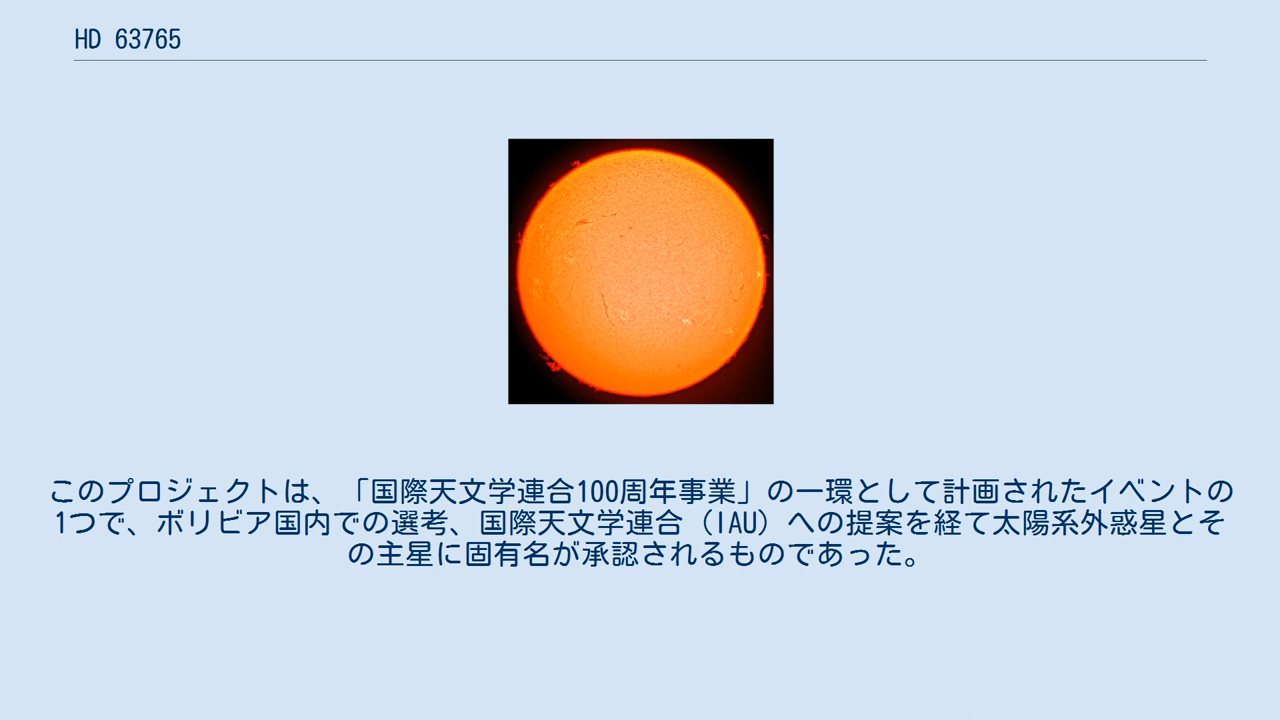 HD 63765
このプロジェクトは、「国際天文学連合100周年事業」の一環として計画されたイベントの
1つで、ボリビア国内での選考、国際天文学連合（IAU）への提案を経て太陽系外惑星とそ
の主星に固有名が承認されるものであった。